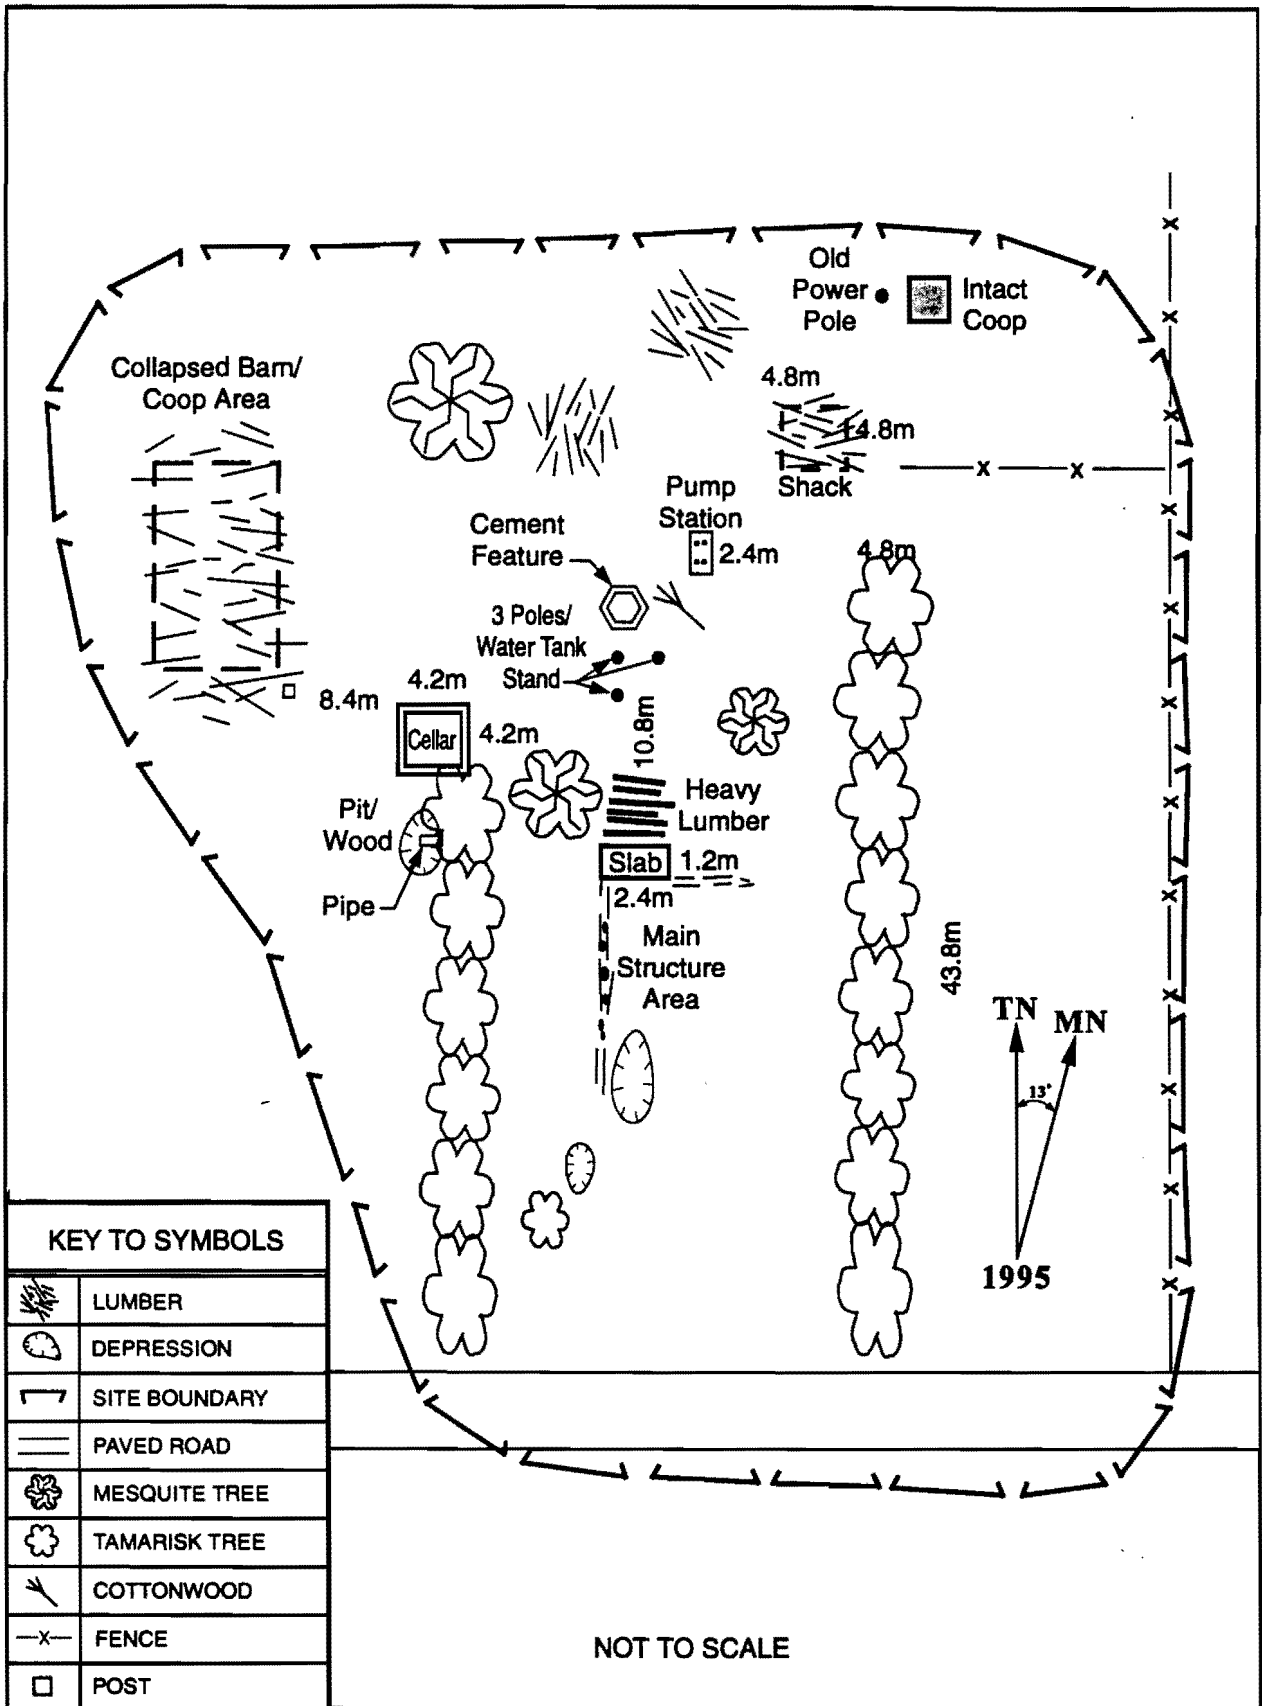 Old
Power
Pole
Intact
Coop
Collapsed Barn/
Coop Area
4.8m
4.8m
Shack
Pump
Station
2.4m
Cement
Feature
4.8m
3 Poles/
Water Tank
Stand
8.4m
4.2m
Cellar
4.2m
10.8m
Heavy
Lumber
Pit/
Wood
Pipe
Slab
1.2m
2.4m
Main
Structure
Area
43.8m
TN
MN
13°
1995
KEY TO SYMBOLS
LUMBER
DEPRESSION
SITE BOUNDARY
PAVED ROAD
MESQUITE TREE
TAMARISK TREE
COTTONWOOD
X FENCE
POST
NOT TO SCALE